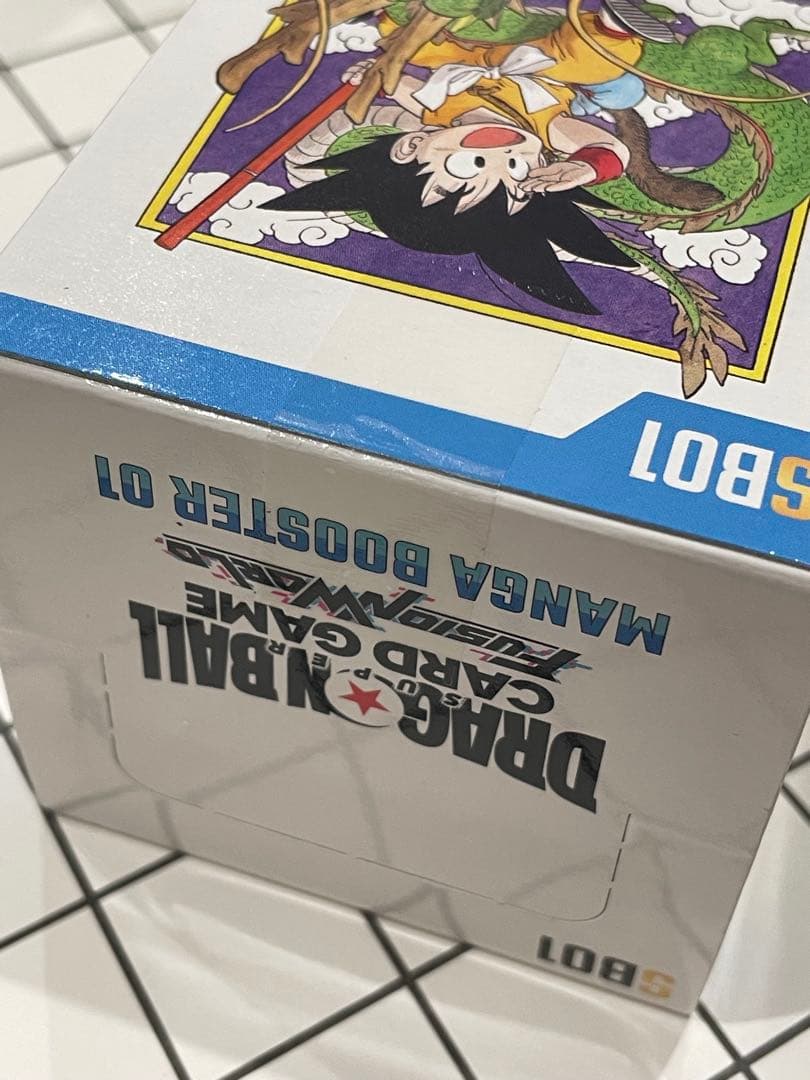 SB01
MANGA BOOSTER 01
FUSION WORLD
CARD GAME
SUPER
DRAGON BALL
SB01